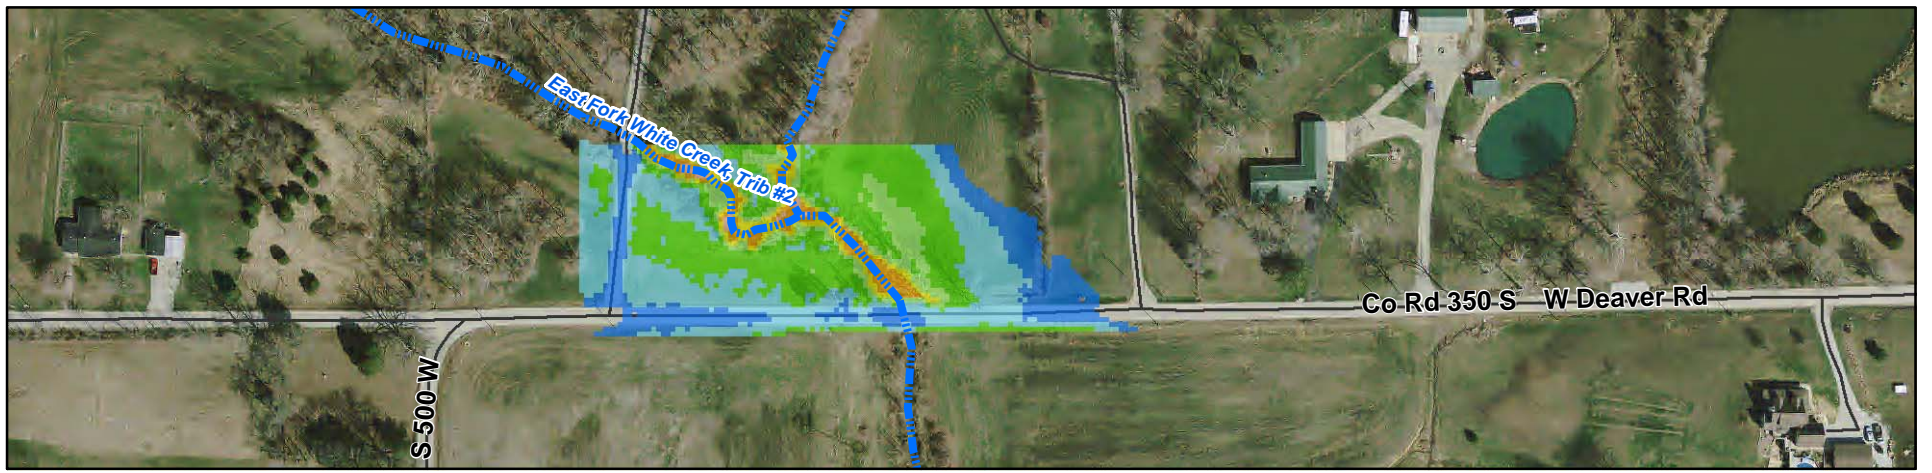 East Fork White Creek, Trib #2
Co Rd 350 S W Deaver Rd
S 500 W